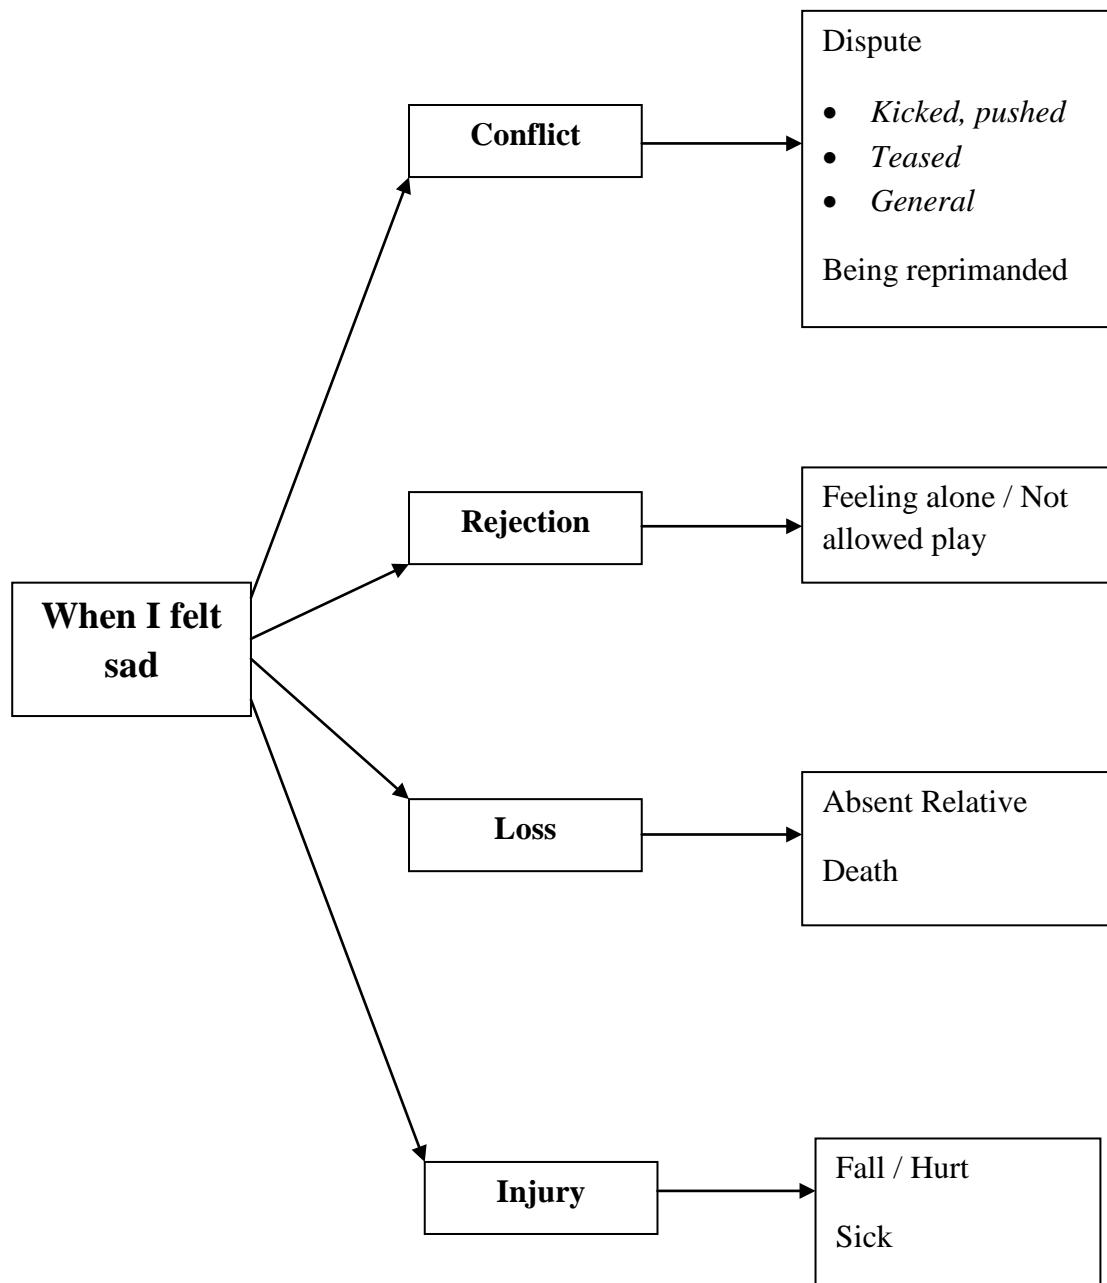 Dispute
• Kicked, pushed
• Teased
• General
Being reprimanded
Conflict
Rejection
Feeling alone / Not
allowed play
When I felt
sad
Loss
Absent Relative
Death
Injury
Fall / Hurt
Sick